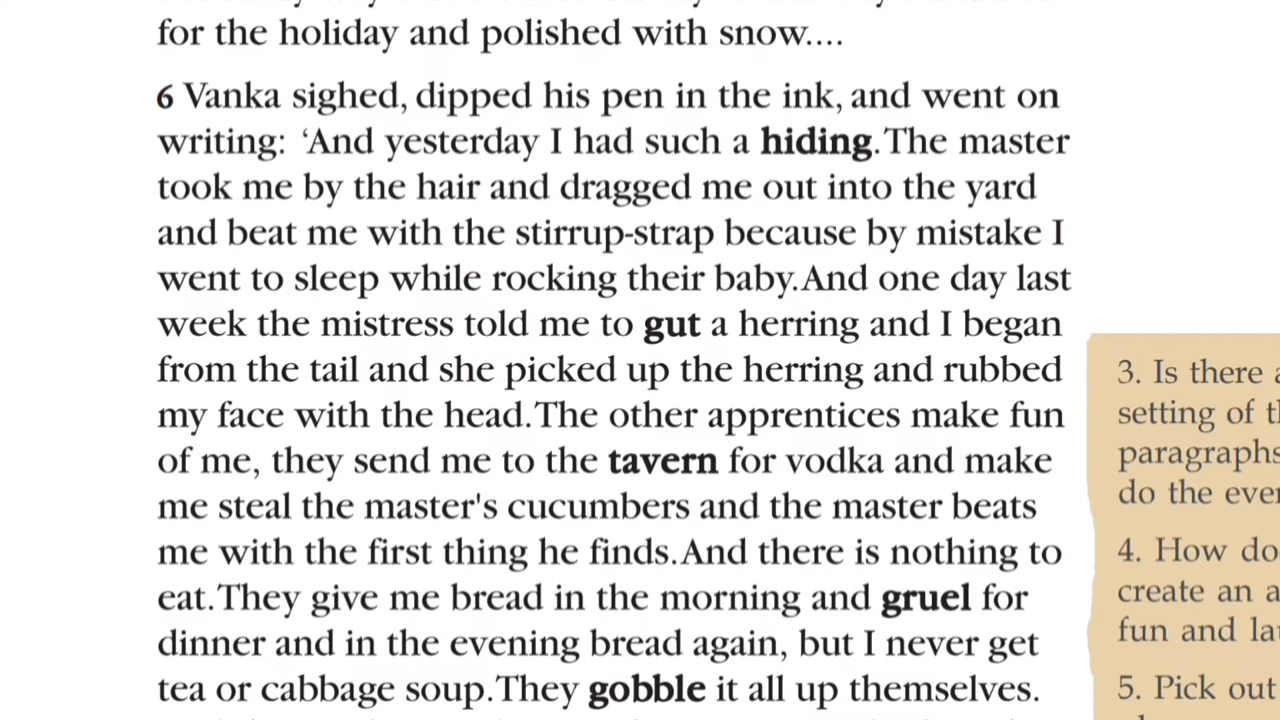 for the holiday and polished with snow....
6 Vanka sighed, dipped his pen in the ink, and went on
writing: ‘And yesterday I had such a hiding. The master
took me by the hair and dragged me out into the yard
and beat me with the stirrup-strap because by mistake I
went to sleep while rocking their baby. And one day last
week the mistress told me to gut a herring and I began
from the tail and she picked up the herring and rubbed
my face with the head. The other apprentices make fun
of me, they send me to the tavern for vodka and make
me steal the master's cucumbers and the master beats
me with the first thing he finds. And there is nothing to
eat. They give me bread in the morning and gruel for
dinner and in the evening bread again, but I never get
tea or cabbage soup. They gobble it all up themselves.
3. Is there
setting of
paragraphs
do the
4. How do
create an
fun and
5. Pick out